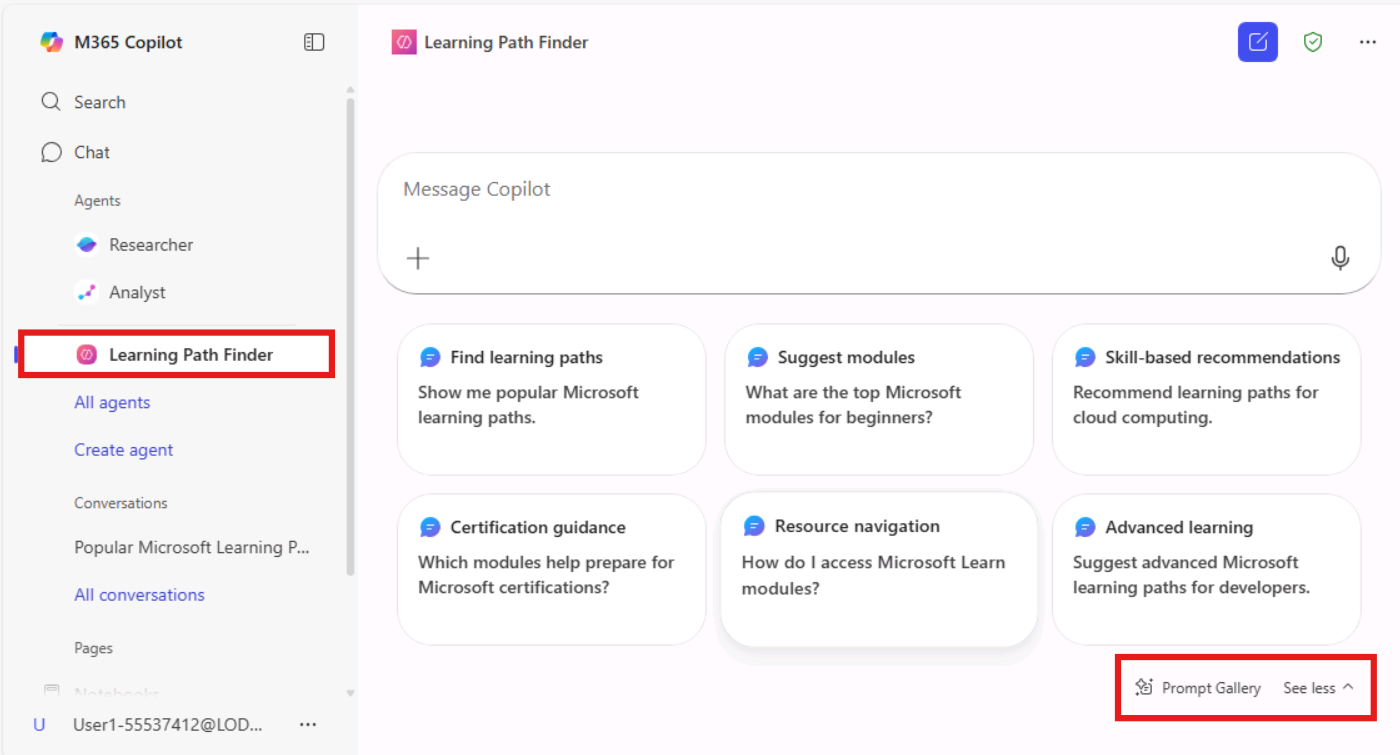 M365 Copilot
Search
Chat
Agents
Researcher
Analyst
Learning Path Finder
All agents
Create agent
Conversations
Popular Microsoft Learning P...
All conversations
Pages
Notebooks
U
User1-55537412@LOD...
Learning Path Finder
Message Copilot
Find learning paths
Show me popular Microsoft
learning paths.
Suggest modules
What are the top Microsoft
modules for beginners?
Skill-based recommendations
Recommend learning paths for
cloud computing.
Certification guidance
Which modules help prepare for
Microsoft certifications?
Resource navigation
How do I access Microsoft Learn
modules?
Advanced learning
Suggest advanced Microsoft
learning paths for developers.
Prompt Gallery See less